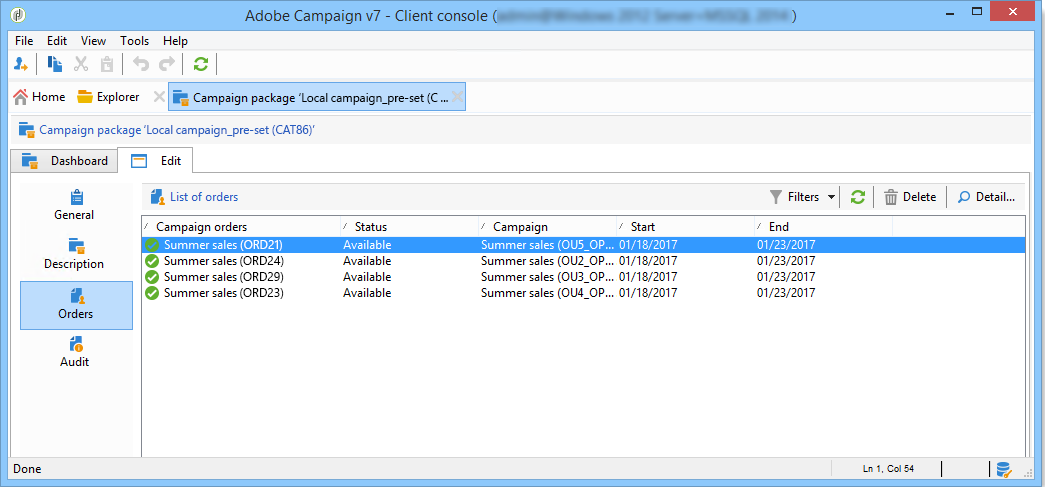 Adobe Campaign v7 - Client console ( )
File Edit View Tools Help
Home Explorer Campaign package 'Local campaign_pre-set (C ...
Campaign package 'Local campaign_pre-set (CAT86)'
Dashboard Edit
General
Description
Orders
Audit
List of orders Filters Delete Detail...
Campaign orders Status Campaign Start End
Summer sales (ORD21) Available Summer sales (OU5_OP... 01/18/2017 01/23/2017
Summer sales (ORD24) Available Summer sales (OU2_OP... 01/18/2017 01/23/2017
Summer sales (ORD29) Available Summer sales (OU3_OP... 01/18/2017 01/23/2017
Summer sales (ORD23) Available Summer sales (OU4_OP... 01/18/2017 01/23/2017
Done Ln 1, Col 54